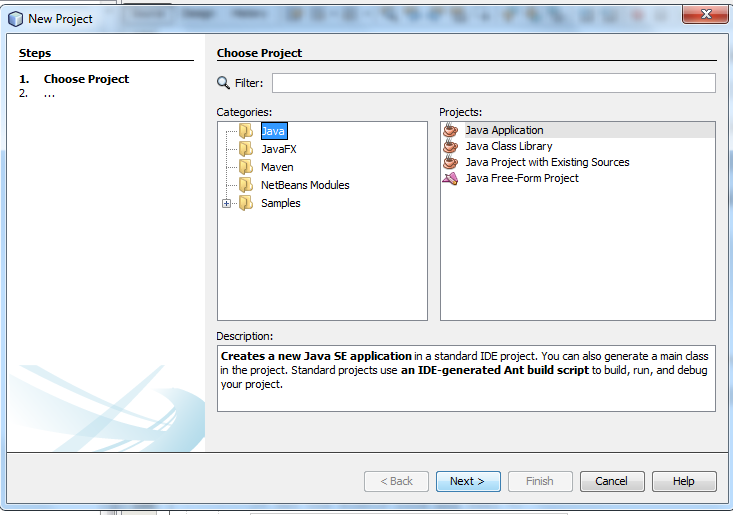 New Project
Steps
1. Choose Project
2. ...
Choose Project
Filter:
Categories:
Java
JavaFX
Maven
NetBeans Modules
Samples
Projects:
Java Application
Java Class Library
Java Project with Existing Sources
Java Free-Form Project
Description:
Creates a new Java SE application in a standard IDE project. You can also generate a main class
in the project. Standard projects use an IDE-generated Ant build script to build, run, and debug
your project.
< Back
Next >
Finish
Cancel
Help